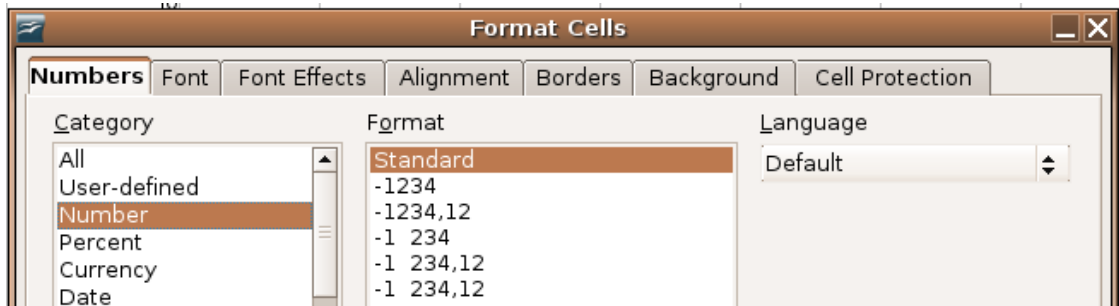 Format Cells
Numbers Font Font Effects Alignment Borders Background Cell Protection
Category Format Language
All Standard Default
User-defined -1234
Number -1234,12
Percent -1 234
Currency -1 234,12
Date -1 234,12